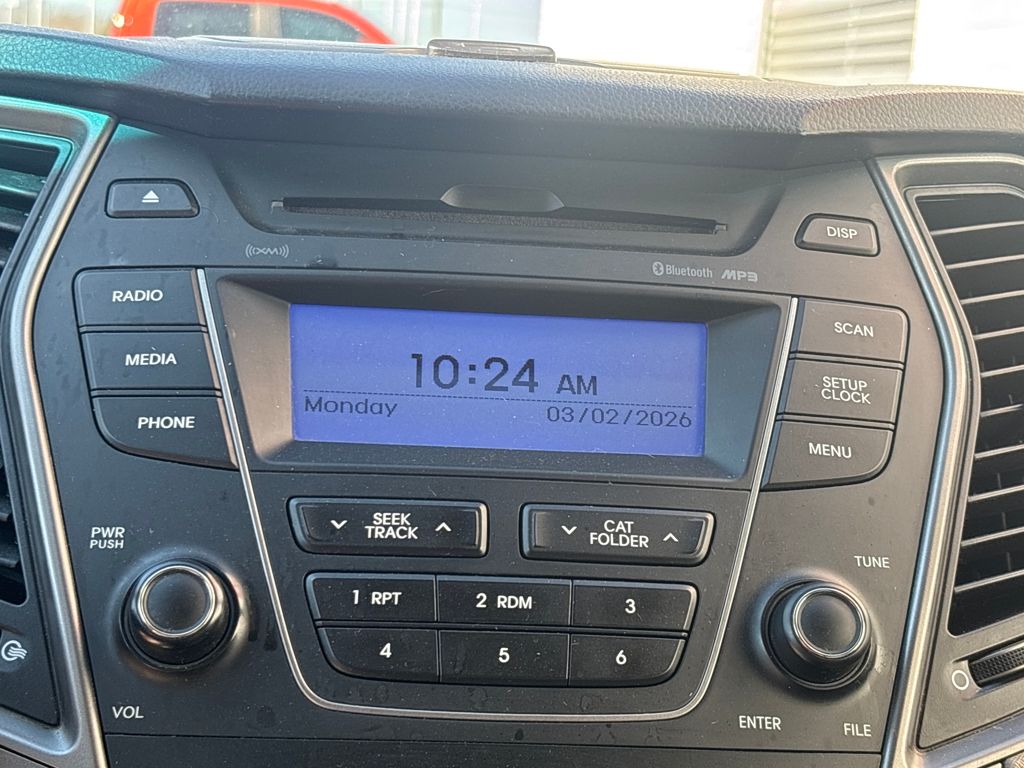 DISP
((XM))
Bluetooth MP3
RADIO
SCAN
MEDIA
10:24 AM
SETUP
CLOCK
Monday 03/02/2026
PHONE
MENU
SEEK
TRACK
CAT
FOLDER
PWR
PUSH
TUNE
1 RPT
2 RDM
3
4
5
6
VOL
ENTER
FILE